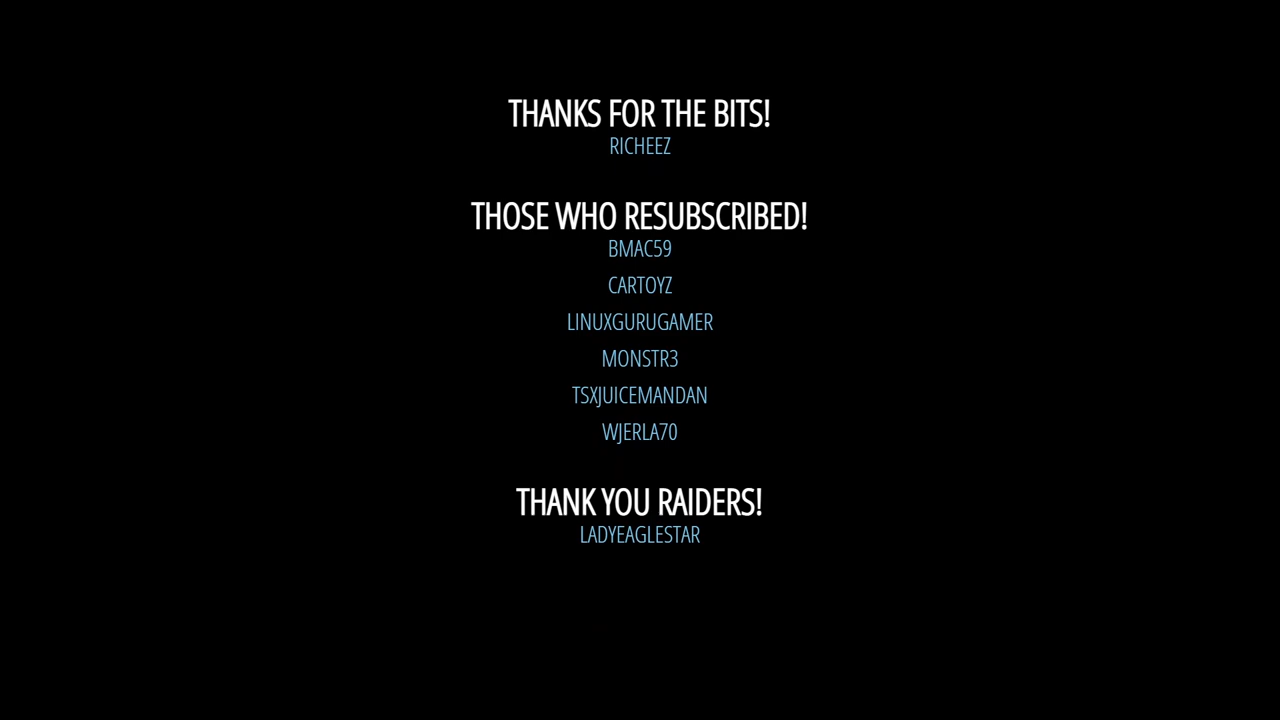 THANKS FOR THE BITS!
RICHEEZ
THOSE WHO RESUBSCRIBED!
BMAC59
CARTOYZ
LINUXGURUGAMER
MONSTR3
TSXJUICEMANDAN
WJERLA70
THANK YOU RAIDERS!
LADYEAGLESTAR